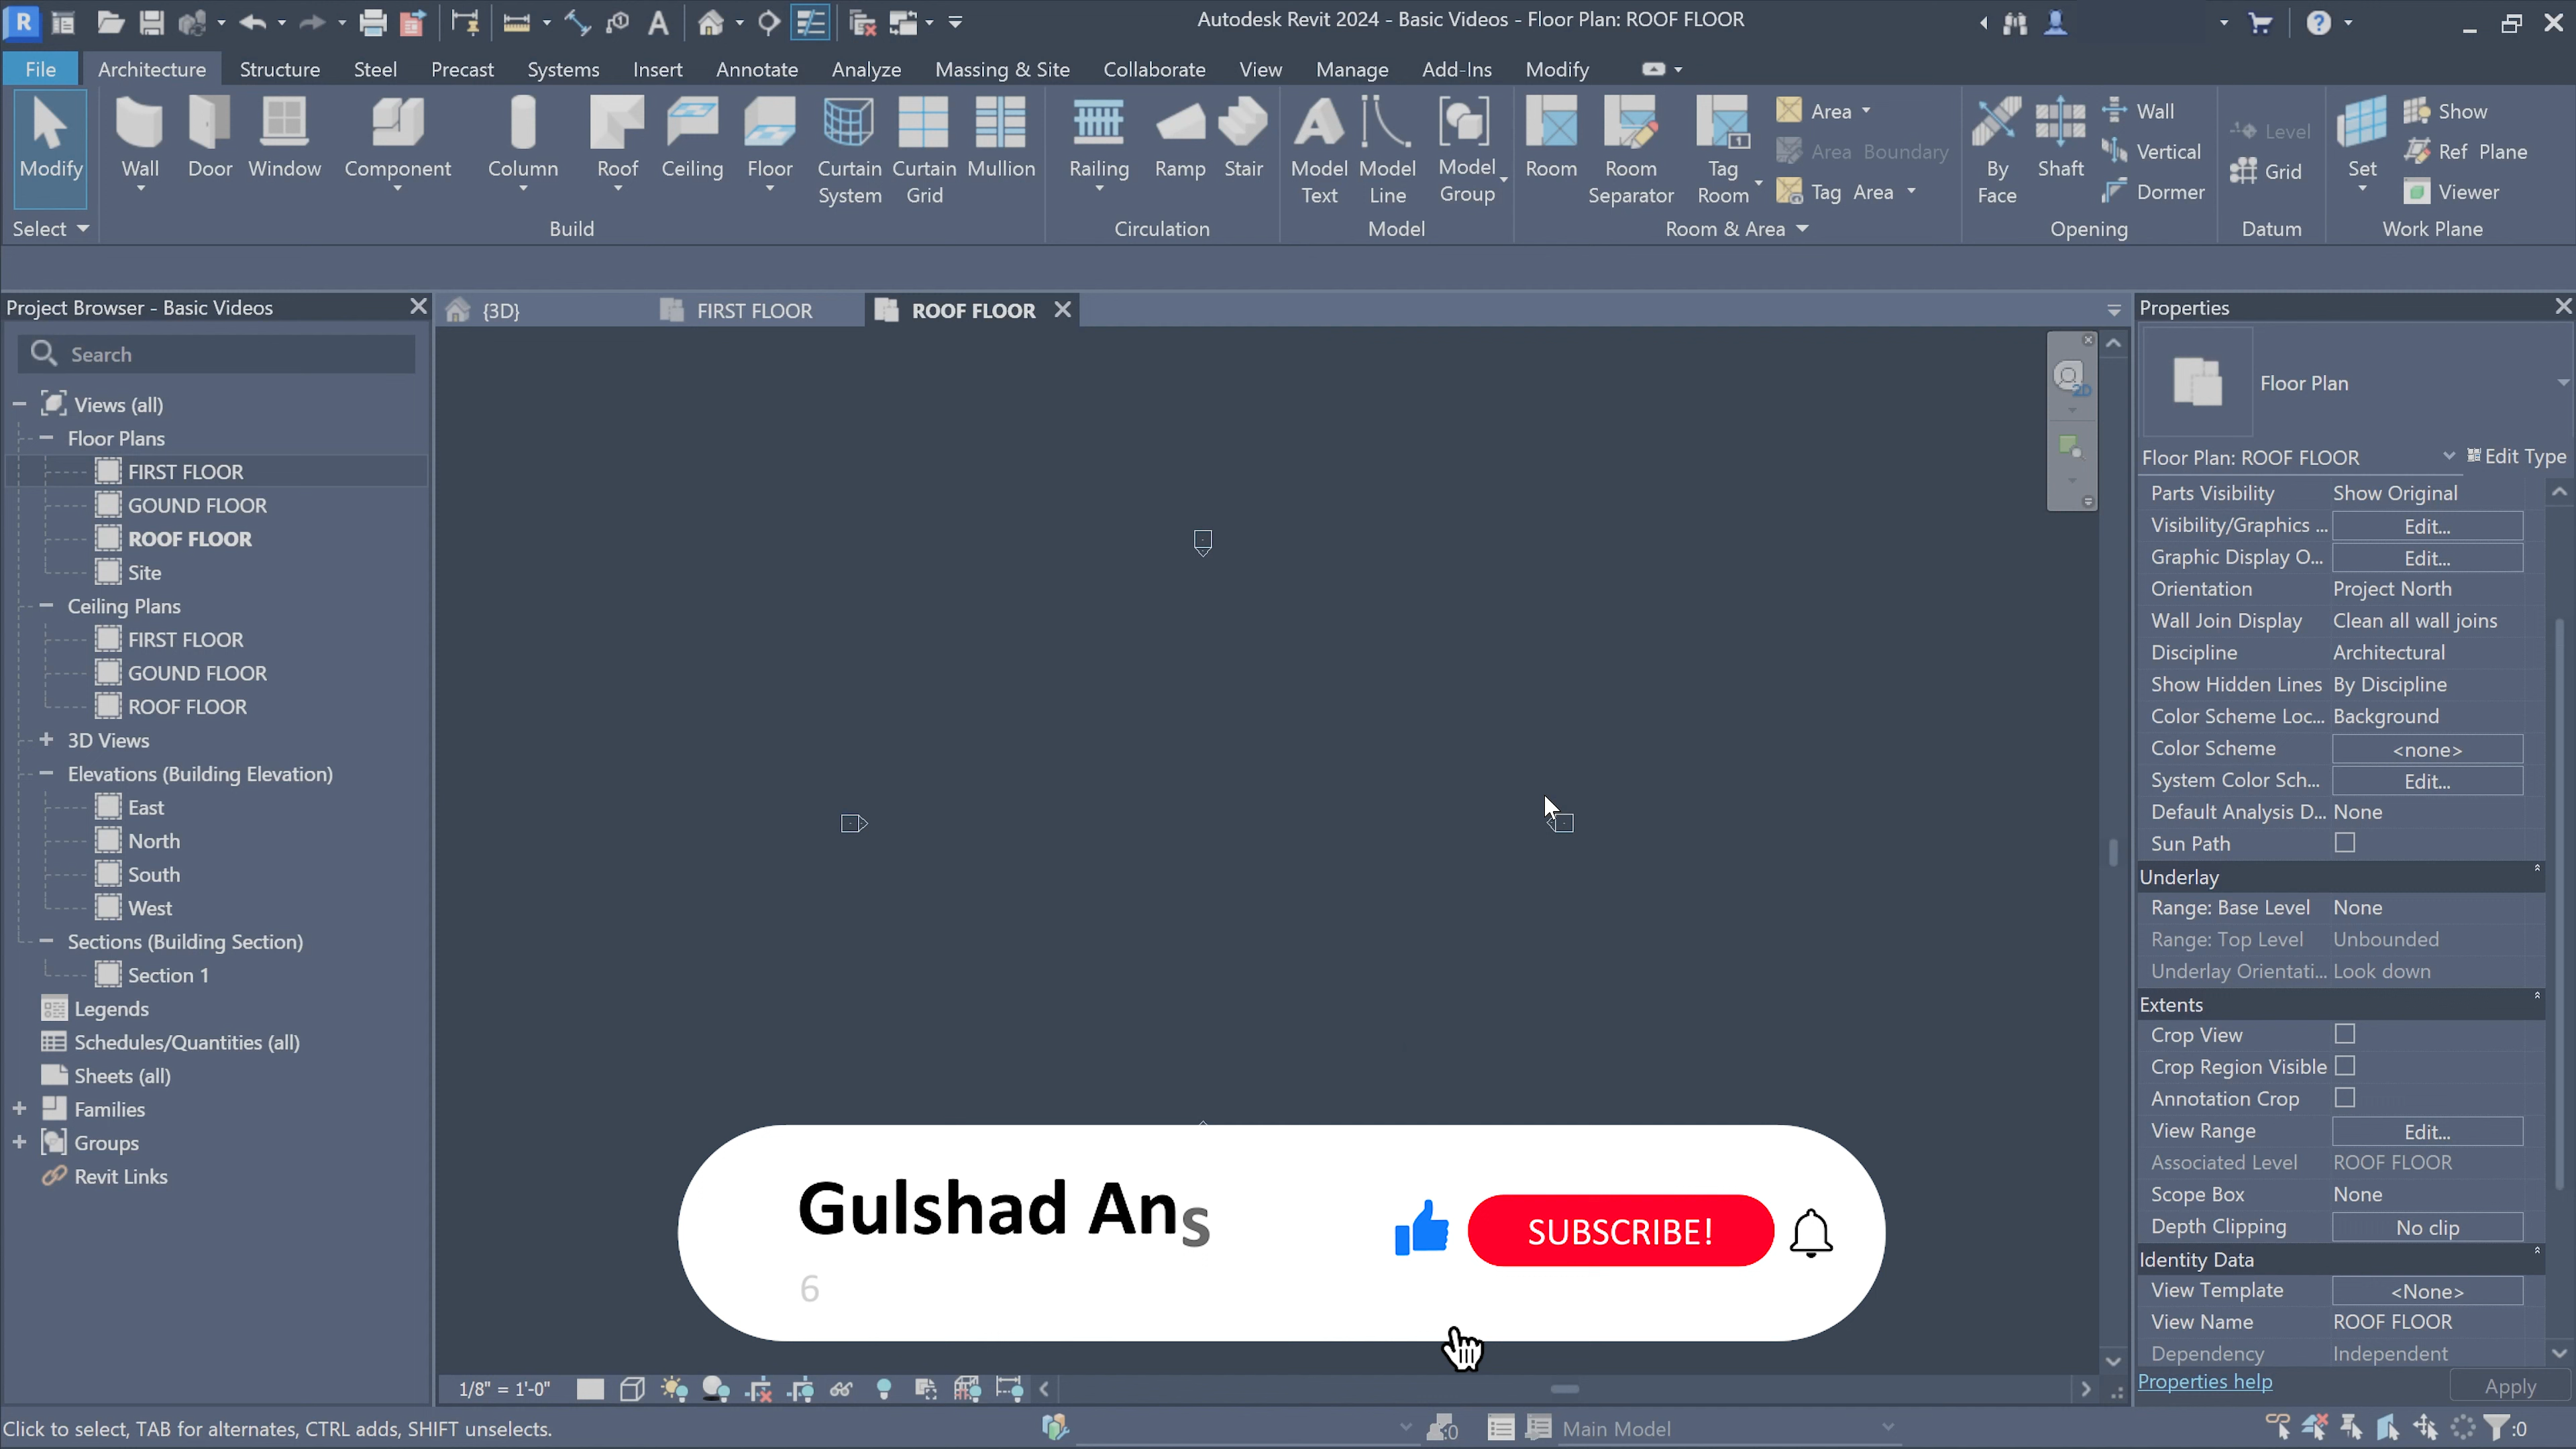 Autodesk Revit 2024 - Basic Videos - Floor Plan: ROOF FLOOR
File Architecture Structure Steel Precast Systems Insert Annotate Analyze Massing & Site Collaborate View Manage Add-Ins Modify
Modify
Select
Wall Door Window Component Column Roof Ceiling Floor Curtain System Curtain Grid Mullion
Build
Railing Ramp Stair
Circulation
Model Text Model Line Model Group
Model
Room Room Separator Tag Room Area Area Boundary Tag Area
Room & Area
By Face Shaft Wall Vertical Dormer
Opening
Level Grid
Datum
Set Show Ref Plane Viewer
Work Plane
Project Browser - Basic Videos
Search
Views (all)
Floor Plans
FIRST FLOOR
GOUND FLOOR
ROOF FLOOR
Site
Ceiling Plans
FIRST FLOOR
GOUND FLOOR
ROOF FLOOR
3D Views
Elevations (Building Elevation)
East
North
South
West
Sections (Building Section)
Section 1
Legends
Schedules/Quantities (all)
Sheets (all)
Families
Groups
Revit Links
{3D} FIRST FLOOR ROOF FLOOR
2D
Gulshad Ans
6
SUBSCRIBE!
1/8" = 1'-0"
Properties
Floor Plan
Floor Plan: ROOF FLOOR Edit Type
Parts Visibility Show Original
Visibility/Graphics ... Edit...
Graphic Display O... Edit...
Orientation Project North
Wall Join Display Clean all wall joins
Discipline Architectural
Show Hidden Lines By Discipline
Color Scheme Loc... Background
Color Scheme <none>
System Color Sch... Edit...
Default Analysis D... None
Sun Path
Underlay
Range: Base Level None
Range: Top Level Unbounded
Underlay Orientati... Look down
Extents
Crop View
Crop Region Visible
Annotation Crop
View Range Edit...
Associated Level ROOF FLOOR
Scope Box None
Depth Clipping No clip
Identity Data
View Template <None>
View Name ROOF FLOOR
Dependency Independent
Properties help Apply
Click to select, TAB for alternates, CTRL adds, SHIFT unselects. :0 Main Model :0